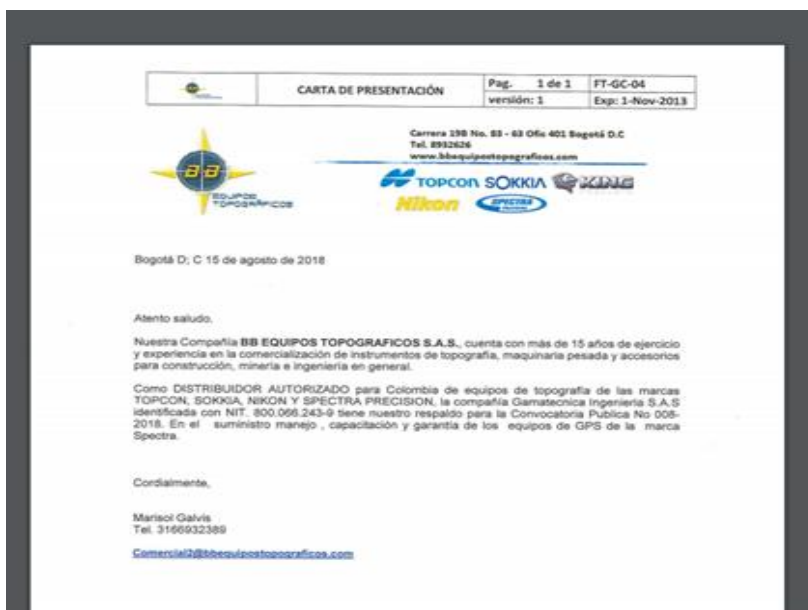 CARTA DE PRESENTACIÓN
Pag. 1 de 1
FT-GC-04
versión: 1
Exp: 1-Nov-2013
Carrera 19B No. 83 - 63 Ofic 401 Bogotá D.C
Tel. 8932626
www.bbequipostopograficos.com
BB
EQUIPOS
TOPOGRÁFICOS
TOPCON SOKKIA KING
Nikon SPECTRA
Bogotá D; C 15 de agosto de 2018
Atento saludo.
Nuestra Compañía BB EQUIPOS TOPOGRAFICOS S.A.S., cuenta con más de 15 años de ejercicio
y experiencia en la comercialización de instrumentos de topografía, maquinaria pesada y accesorios
para construcción, minería e ingeniería en general.
Como DISTRIBUIDOR AUTORIZADO para Colombia de equipos de topografía de las marcas
TOPCON, SOKKIA, NIKON Y SPECTRA PRECISION, la compañía Gamatecnica Ingenieria S.A.S
identificada con NIT. 800.066.243-9 tiene nuestro respaldo para la Convocatoria Publica No 008-
2018. En el suministro manejo , capacitación y garantía de los equipos de GPS de la marca
Spectra.
Cordialmente,
Marisol Galvis
Tel. 3166932389
Comercial2@bbequipostopograficos.com